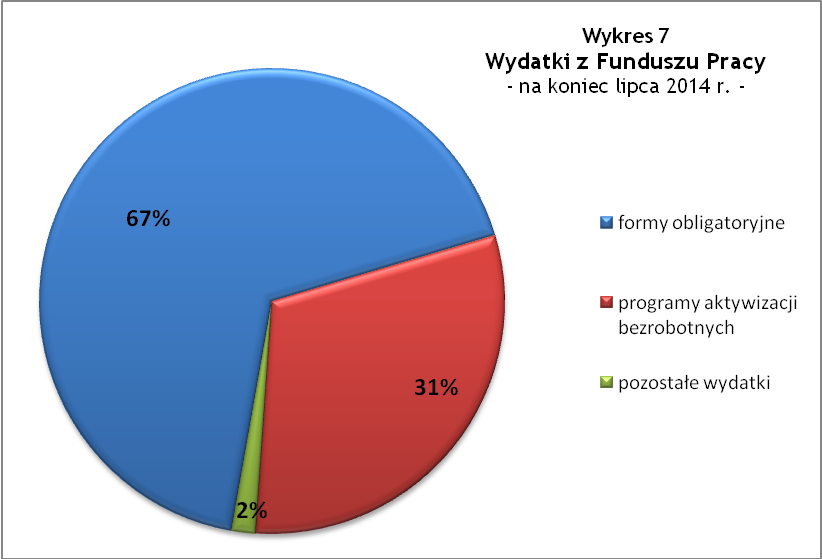 Wykres 7
Wydatki z Funduszu Pracy
- na koniec lipca 2014 r. -
67%
formy obligatoryjne
programy aktywizacji
bezrobotnych
31%
pozostałe wydatki
2%